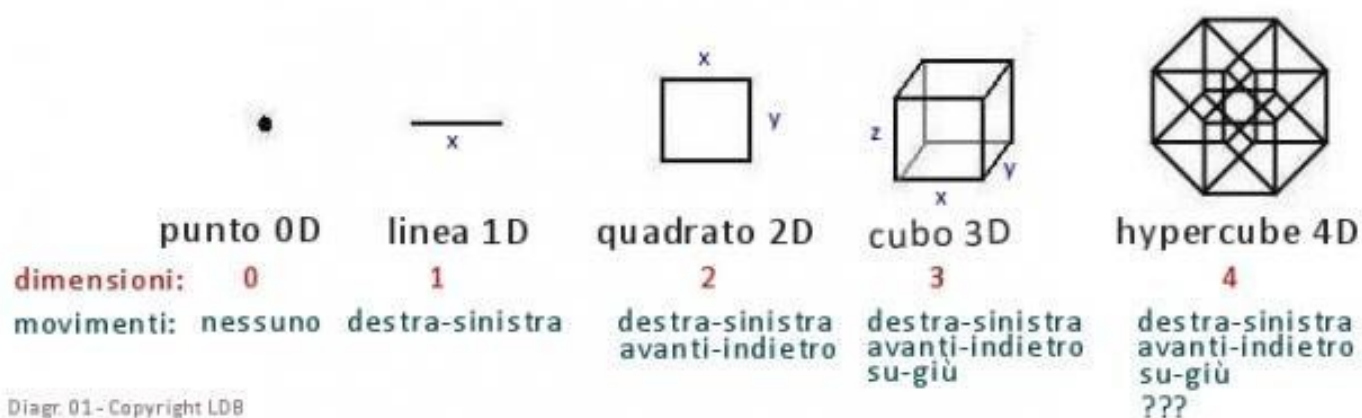 x
x
y
z
y
x
punto 0D linea 1D quadrato 2D cubo 3D hypercube 4D
dimensioni: 0 1 2 3 4
movimenti: nessuno destra-sinistra destra-sinistra destra-sinistra destra-sinistra
avanti-indietro avanti-indietro avanti-indietro
su-giù su-giù
???
Diagr. 01 - Copyright LDB